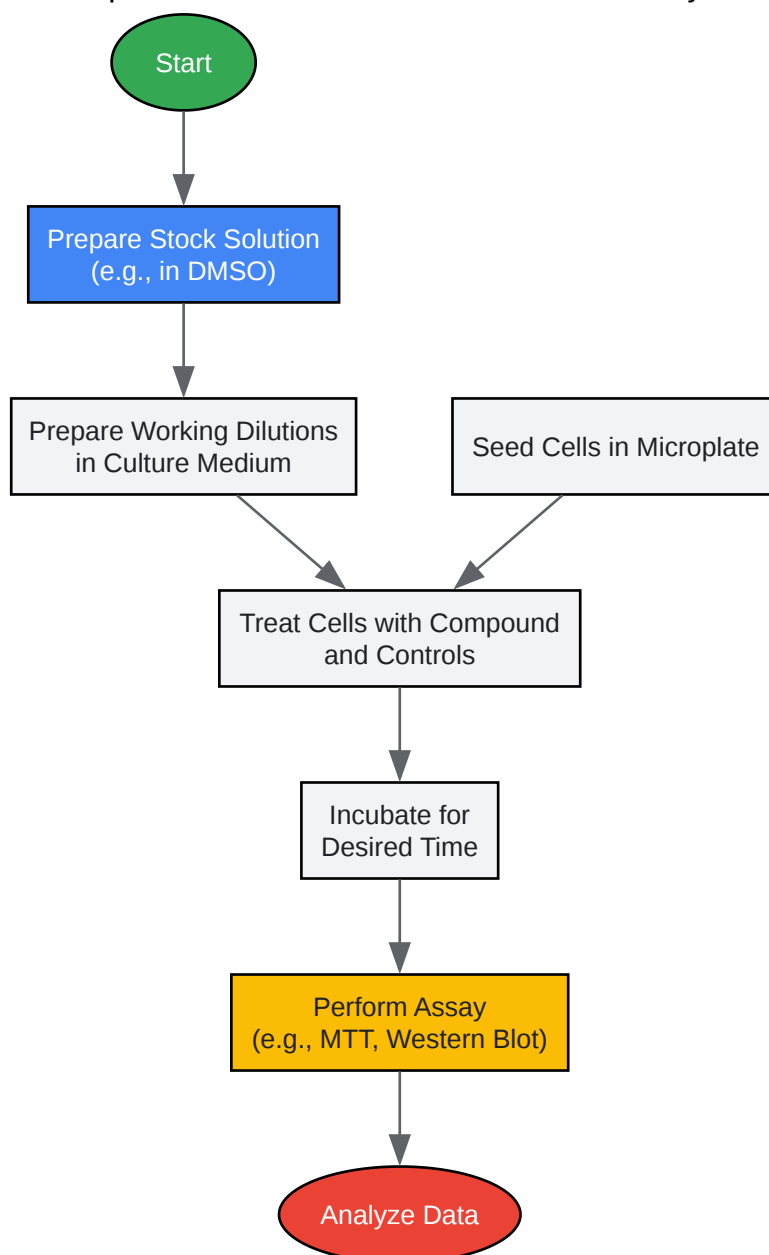 Start
Prepare Stock Solution
(e.g., in DMSO)
Prepare Working Dilutions
in Culture Medium
Seed Cells in Microplate
Treat Cells with Compound
and Controls
Incubate for
Desired Time
Perform Assay
(e.g., MTT, Western Blot)
Analyze Data